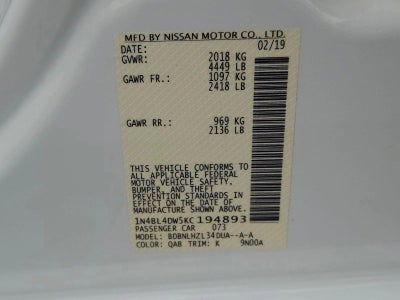 MFD BY NISSAN MOTOR CO., LTD.
DATE: 02/19
GVWR: 2018 KG
4449 LB
GAWR FR.: 1097 KG
2418 LB
GAWR RR.: 969 KG
2136 LB
THIS VEHICLE CONFORMS TO
ALL APPLICABLE FEDERAL
MOTOR VEHICLE SAFETY,
BUMPER, AND THEFT
PREVENTION STANDARDS
IN EFFECT ON THE DATE OF
MANUFACTURE SHOWN ABOVE.
1N4BL4DW5KC194893
PASSENGER CAR 073
MODEL: BDBNLHZL34DUA--A-A
COLOR: QAB TRIM: K 9N00A